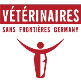 VÉTÉRINAIRES
SANS FRONTIÈRES GERMANY